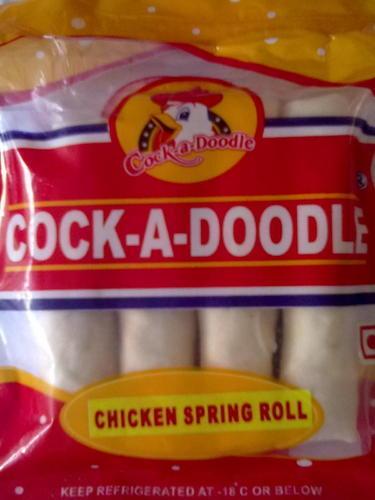 Cock-a-Doodle
COCK-A-DOODLE
CHICKEN SPRING ROLL
KEEP REFRIGERATED AT -18°C OR BELOW